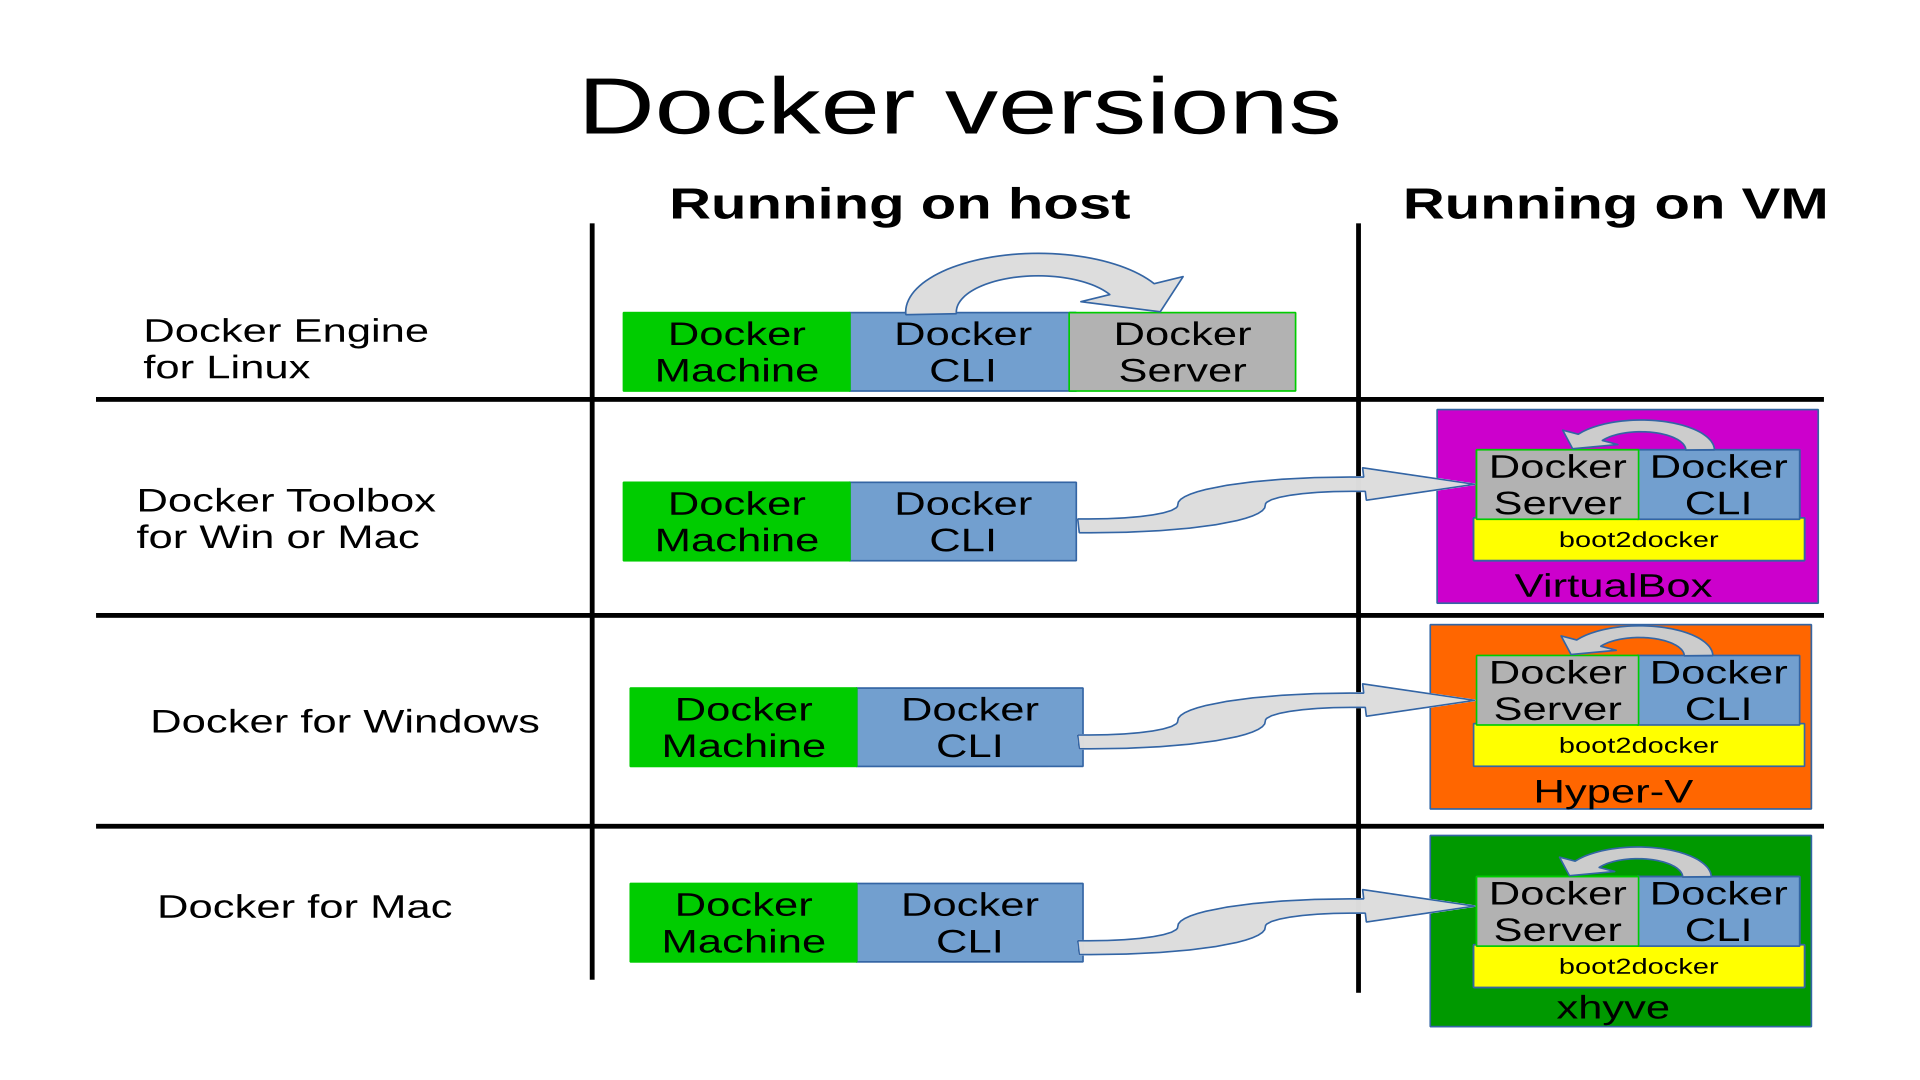 Docker versions
Running on host
Running on VM
Docker Engine
for Linux
Docker
Machine
Docker
CLI
Docker
Server
Docker Toolbox
for Win or Mac
Docker
Machine
Docker
CLI
Docker
Server
Docker
CLI
boot2docker
VirtualBox
Docker for Windows
Docker
Machine
Docker
CLI
Docker
Server
Docker
CLI
boot2docker
Hyper-V
Docker for Mac
Docker
Machine
Docker
CLI
Docker
Server
Docker
CLI
boot2docker
xhyve